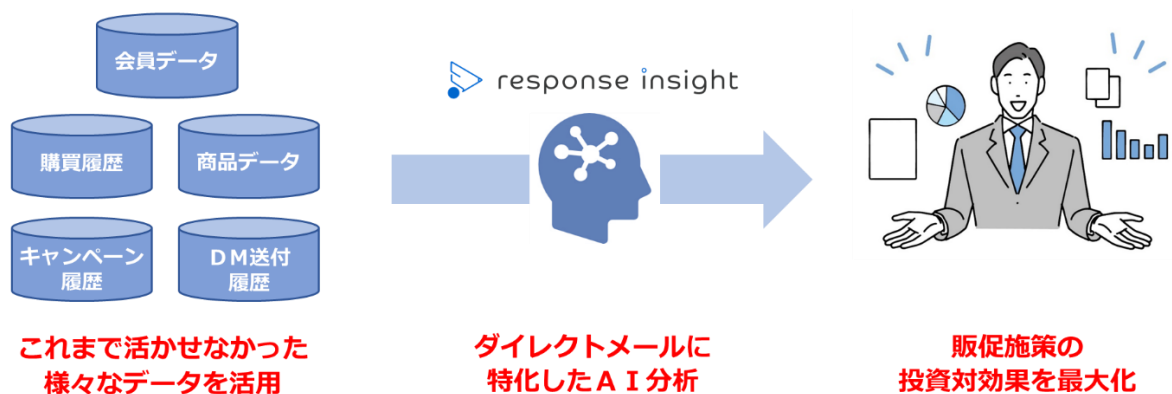 会員データ
response insight
購買履歴
商品データ
キャンペーン
履歴
ＤＭ送付
履歴
これまで活かせなかった
様々なデータを活用
ダイレクトメールに
特化したＡＩ分析
販促施策の
投資対効果を最大化